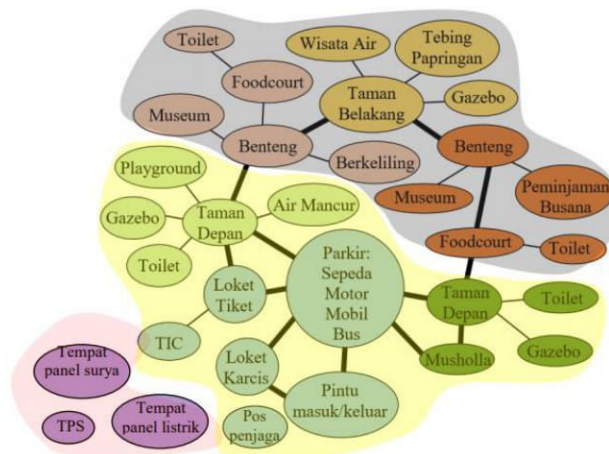 Toilet
Wisata Air
Tebing
Papringan
Foodcourt
Taman
Belakang
Gazebo
Museum
Benteng
Berkeliling
Benteng
Museum
Peminjaman
Busana
Playground
Gazebo
Taman
Depan
Air Mancur
Toilet
Foodcourt
Toilet
Parkir:
Sepeda
Motor
Mobil
Bus
Loket
Tiket
Taman
Depan
Toilet
TIC
Gazebo
Musholla
Loket
Karcis
Pintu
masuk/keluar
Pos
penjaga
Tempat
panel surya
TPS
Tempat
panel listrik